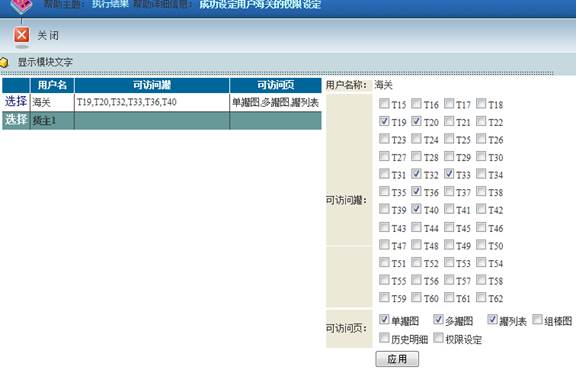 帮助主题: 执行结果 帮助详细信息: 成功设定用户海关的权限设定
关 闭
显示模块文字
用户名 可访问罐 可访问页
选择 海关 T19,T20,T32,T33,T36,T40 单罐图,多罐图,罐列表
选择 货主1
用户名称: 海关
可访问罐:
T15 T16 T17 T18
T19 T20 T21 T22
T23 T24 T25 T26
T27 T28 T29 T30
T31 T32 T33 T34
T35 T36 T37 T38
T39 T40 T41 T42
T43 T44 T45 T46
T47 T48 T49 T50
T51 T52 T53 T54
T55 T56 T57 T58
T59 T60 T61 T62
可访问页: 单罐图 多罐图 罐列表 组棒图
历史明细 权限设定
应用